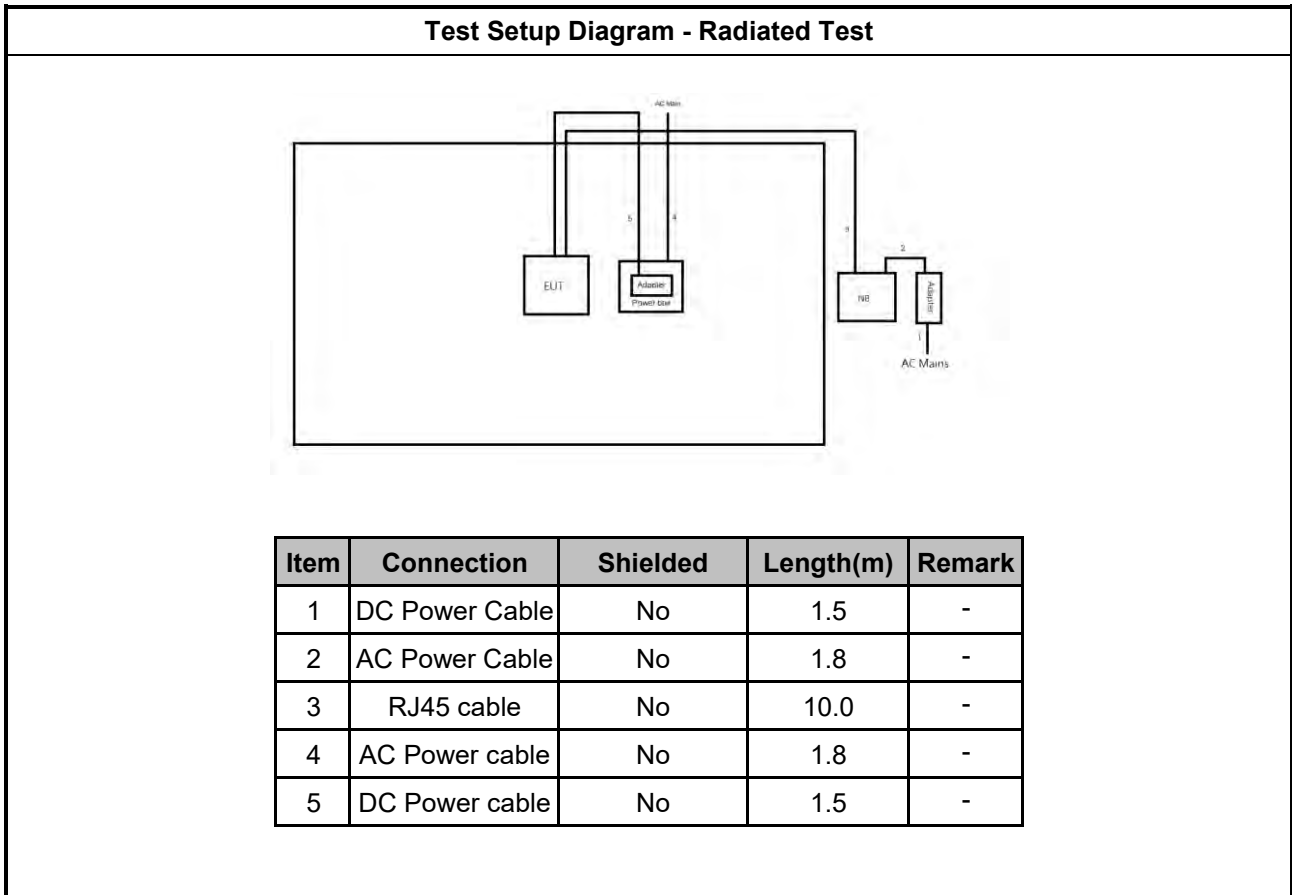 Test Setup Diagram - Radiated Test
AC Main
5
4
3
2
EUT
Adapter
Power box
NB
Adapter
1
AC Mains
Item Connection Shielded Length(m) Remark
1 DC Power Cable No 1.5 -
2 AC Power Cable No 1.8 -
3 RJ45 cable No 10.0 -
4 AC Power cable No 1.8 -
5 DC Power cable No 1.5 -